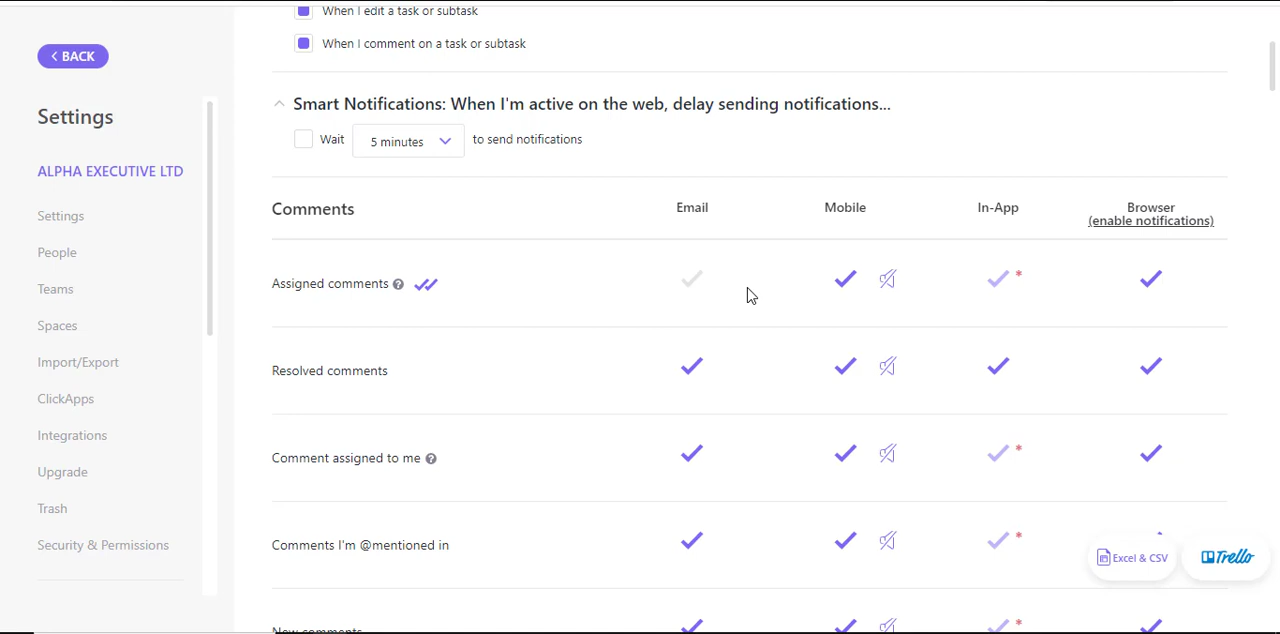 When I edit a task or subtask
BACK
When I comment on a task or subtask
Settings
Smart Notifications: When I'm active on the web, delay sending notifications...
Wait 5 minutes to send notifications
ALPHA EXECUTIVE LTD
Settings
People
Teams
Spaces
Import/Export
ClickApps
Integrations
Upgrade
Trash
Security & Permissions
Comments Email Mobile In-App Browser
(enable notifications)
Assigned comments ? *
Resolved comments
Comment assigned to me ? *
Comments I'm @mentioned in *
New comments *
Excel & CSV
Trello